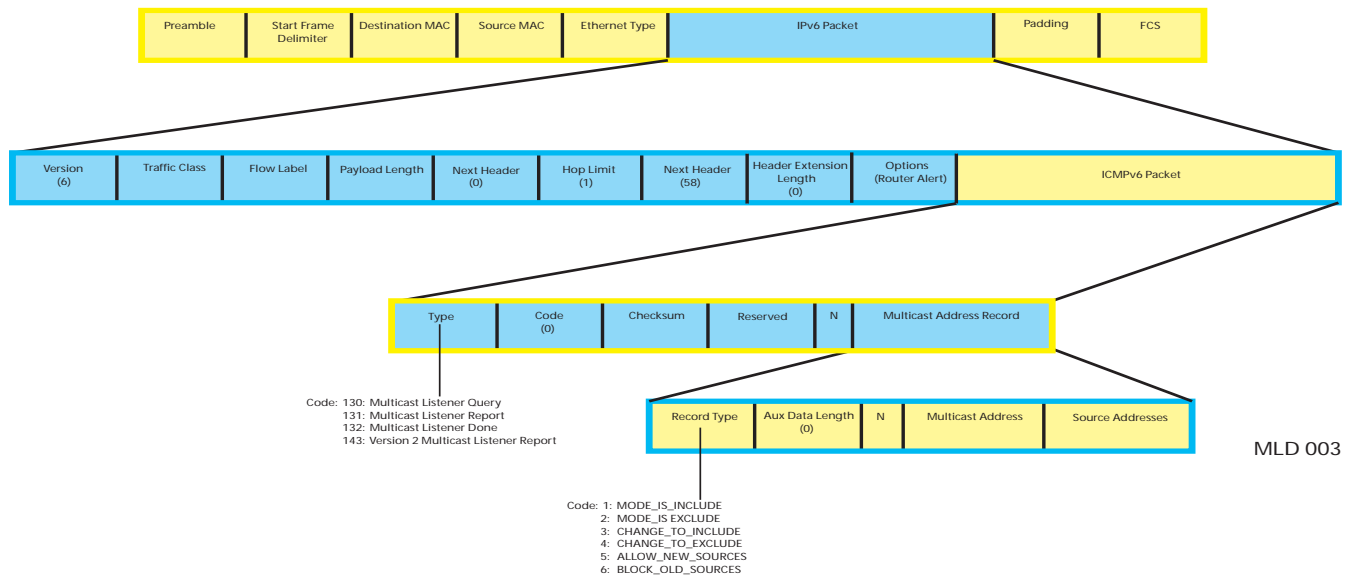 Preamble
Start Frame
Delimiter
Destination MAC
Source MAC
Ethernet Type
IPv6 Packet
Padding
FCS
Version
(6)
Traffic Class
Flow Label
Payload Length
Next Header
(0)
Hop Limit
(1)
Next Header
(58)
Header Extension
Length
(0)
Options
(Router Alert)
ICMPv6 Packet
Type
Code
(0)
Checksum
Reserved
N
Multicast Address Record
Code: 130: Multicast Listener Query
131: Multicast Listener Report
132: Multicast Listener Done
143: Version 2 Multicast Listener Report
Record Type
Aux Data Length
(0)
N
Multicast Address
Source Addresses
MLD 003
Code: 1: MODE_IS_INCLUDE
2: MODE_IS EXCLUDE
3: CHANGE_TO_INCLUDE
4: CHANGE_TO_EXCLUDE
5: ALLOW_NEW_SOURCES
6: BLOCK_OLD_SOURCES